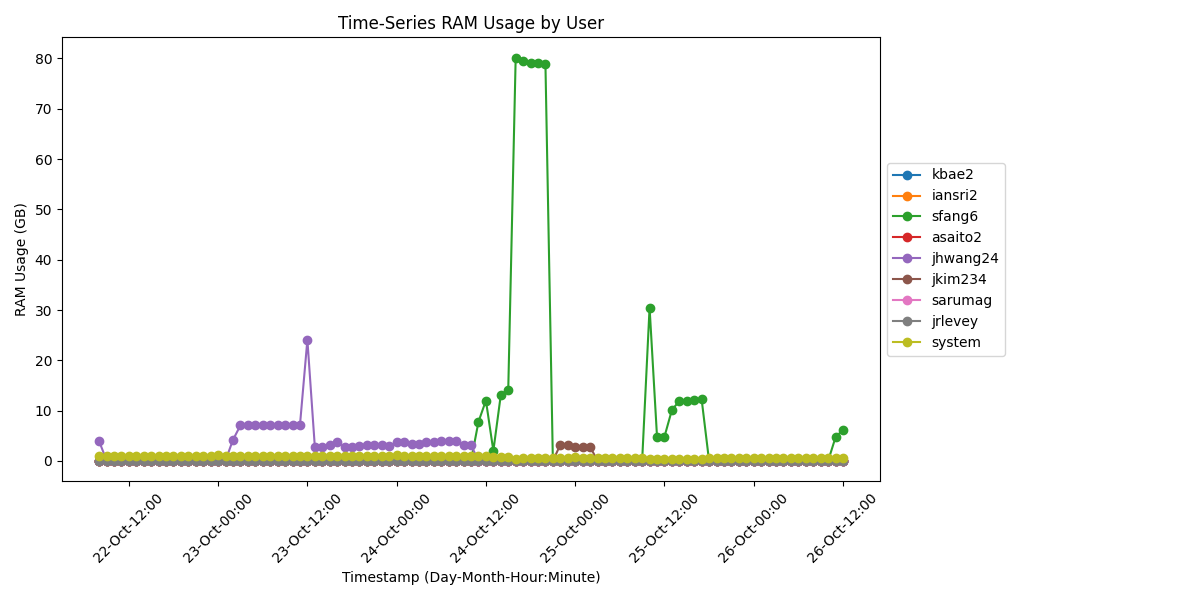 Time-Series RAM Usage by User
RAM Usage (GB)
80
70
60
50
40
30
20
10
0
22-Oct-12:00
23-Oct-00:00
23-Oct-12:00
24-Oct-00:00
24-Oct-12:00
25-Oct-00:00
25-Oct-12:00
26-Oct-00:00
26-Oct-12:00
Timestamp (Day-Month-Hour:Minute)
kbae2
iansri2
sfang6
asaito2
jhwang24
jkim234
sarumag
jrlevey
system